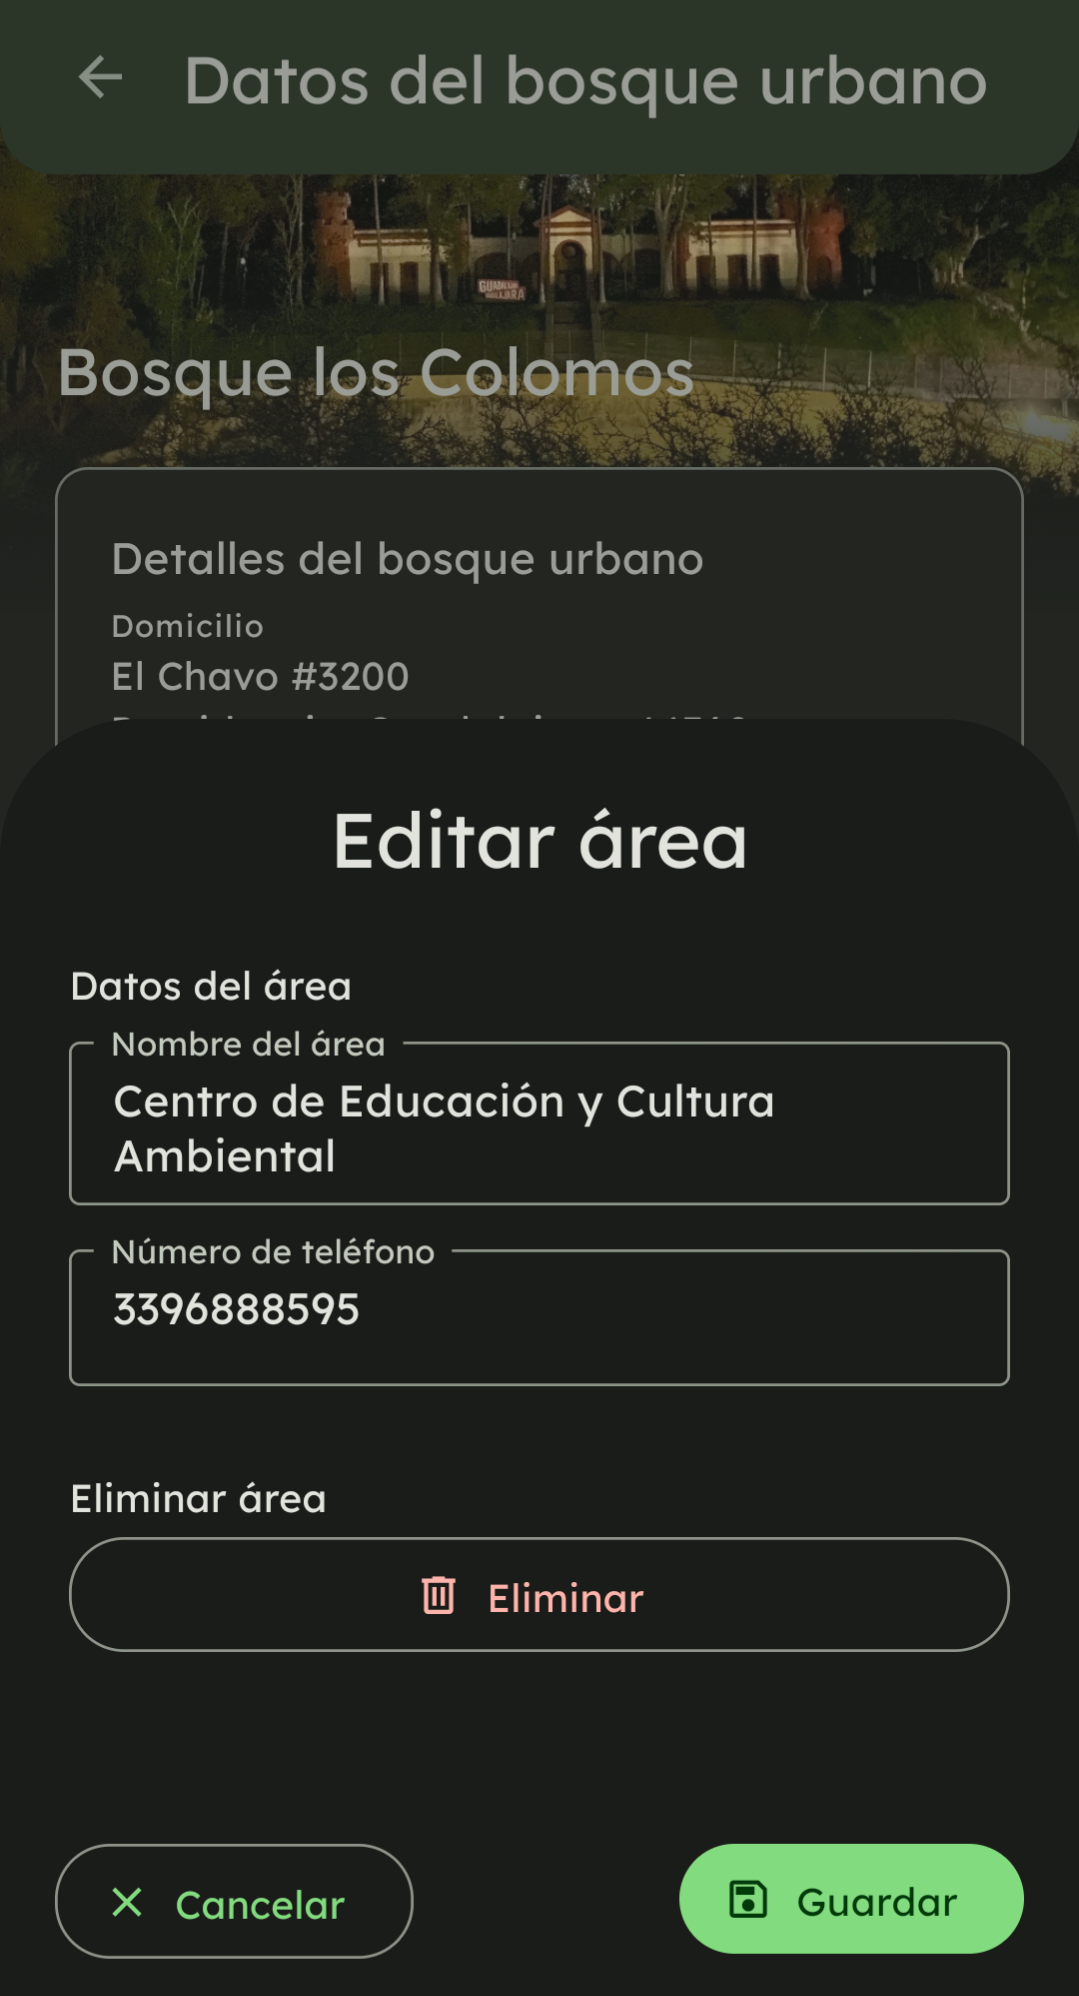 Datos del bosque urbano
GUADALAJARA
Bosque los Colomos
Detalles del bosque urbano
Domicilio
El Chavo #3200
Editar área
Datos del área
Nombre del área
Centro de Educación y Cultura
Ambiental
Número de teléfono
3396888595
Eliminar área
Eliminar
Cancelar
Guardar